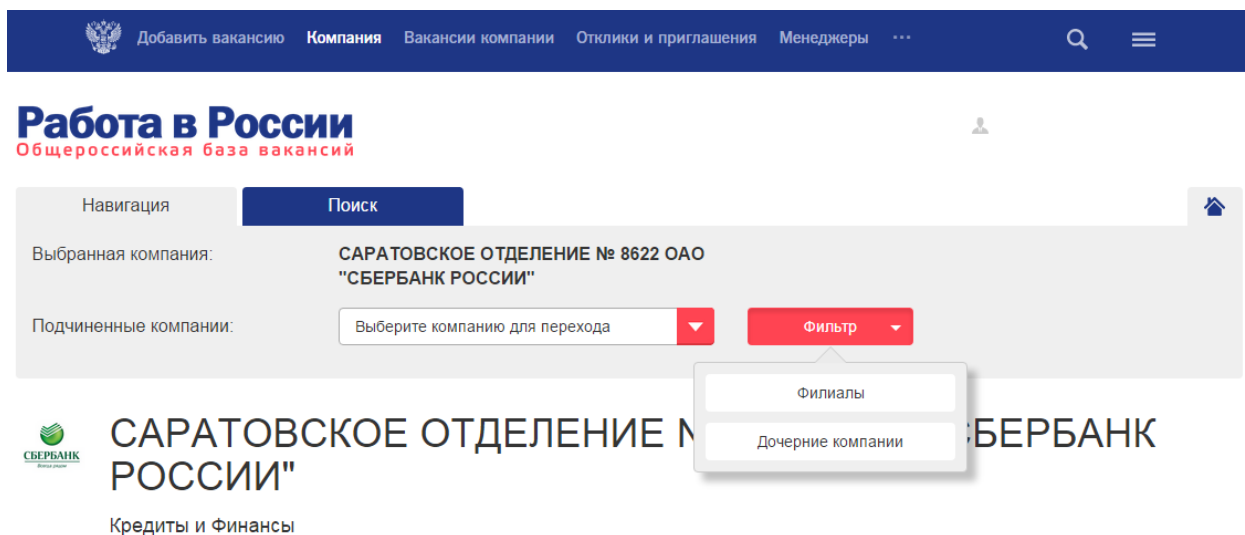 Добавить вакансию Компания Вакансии компании Отклики и приглашения Менеджеры ...
Работа в России
Общероссийская база вакансий
Навигация Поиск
Выбранная компания: САРАТОВСКОЕ ОТДЕЛЕНИЕ № 8622 ОАО
"СБЕРБАНК РОССИИ"
Подчиненные компании: Выберите компанию для перехода Фильтр
Филиалы
Дочерние компании
САРАТОВСКОЕ ОТДЕЛЕНИЕ СБЕРБАНК
РОССИИ"
СБЕРБАНК
Кредиты и Финансы